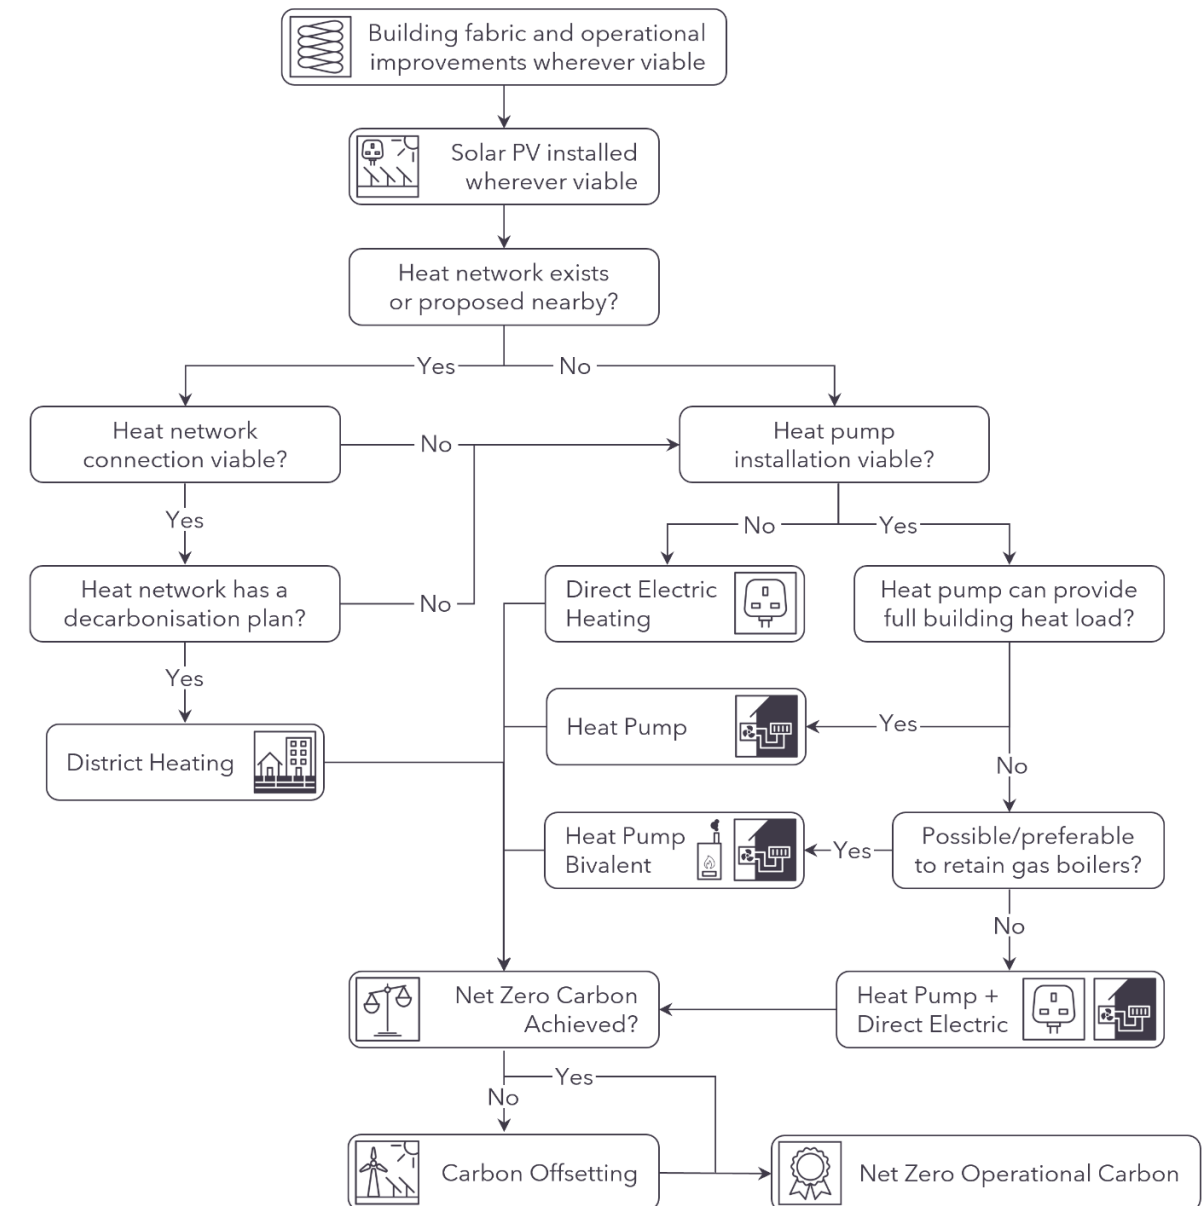 Building fabric and operational
improvements wherever viable
Solar PV installed
wherever viable
Heat network exists
or proposed nearby?
Yes
No
Heat network
connection viable?
No
Heat pump
installation viable?
Yes
No
Yes
Heat network has a
decarbonisation plan?
No
Direct Electric
Heating
Heat pump can provide
full building heat load?
Yes
Heat Pump
Yes
District Heating
No
Heat Pump
Bivalent
Yes
Possible/preferable
to retain gas boilers?
No
Net Zero Carbon
Achieved?
Heat Pump +
Direct Electric
Yes
No
Carbon Offsetting
Net Zero Operational Carbon